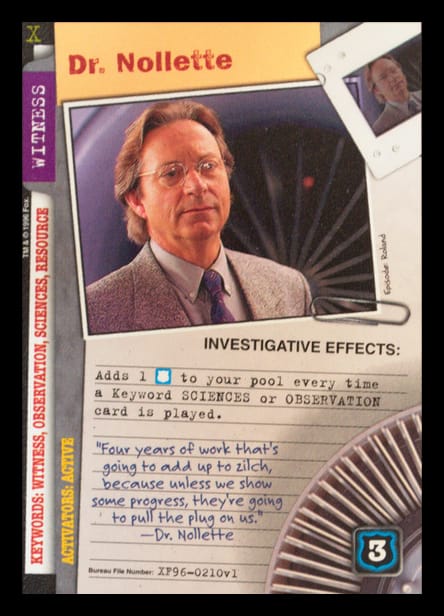 X
Dr. Nollette
WITNESS
TM & © 1996 Fox.
KEYWORDS: WITNESS, OBSERVATION, SCIENCES, RESOURCE
ACTIVATORS: ACTIVE
Episode: Roland
INVESTIGATIVE EFFECTS:
Adds 1 to your pool every time
a Keyword SCIENCES or OBSERVATION
card is played.
"Four years of work that's
going to add up to zilch,
because unless we show
some progress, they're going
to pull the plug on us."
—Dr. Nollette
3
Bureau File Number: XF96-0210v1